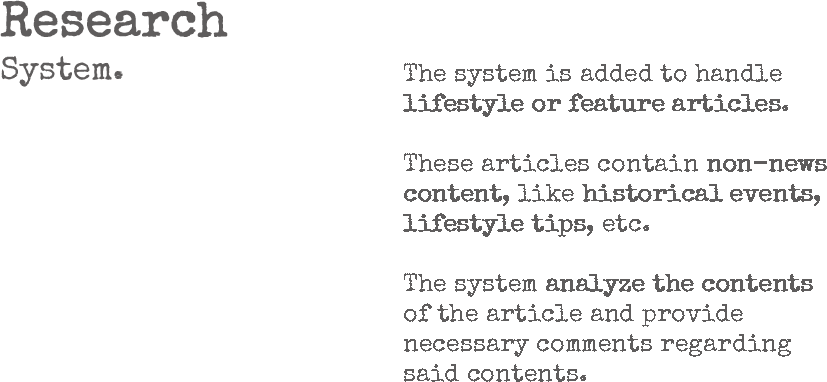 Research
System.
The system is added to handle
lifestyle or feature articles.
These articles contain non-news
content, like historical events,
lifestyle tips, etc.
The system analyze the contents
of the article and provide
necessary comments regarding
said contents.